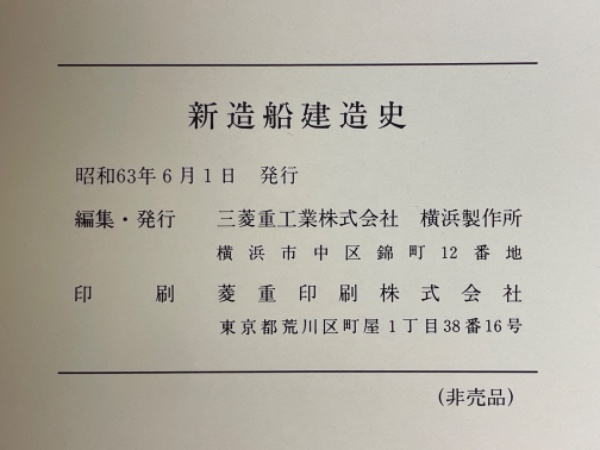 新造船建造史
昭和63年6月1日 発行
編集・発行 三菱重工業株式会社 横浜製作所
横浜市中区錦町12番地
印刷 菱重印刷株式会社
東京都荒川区町屋1丁目38番16号
(非売品)